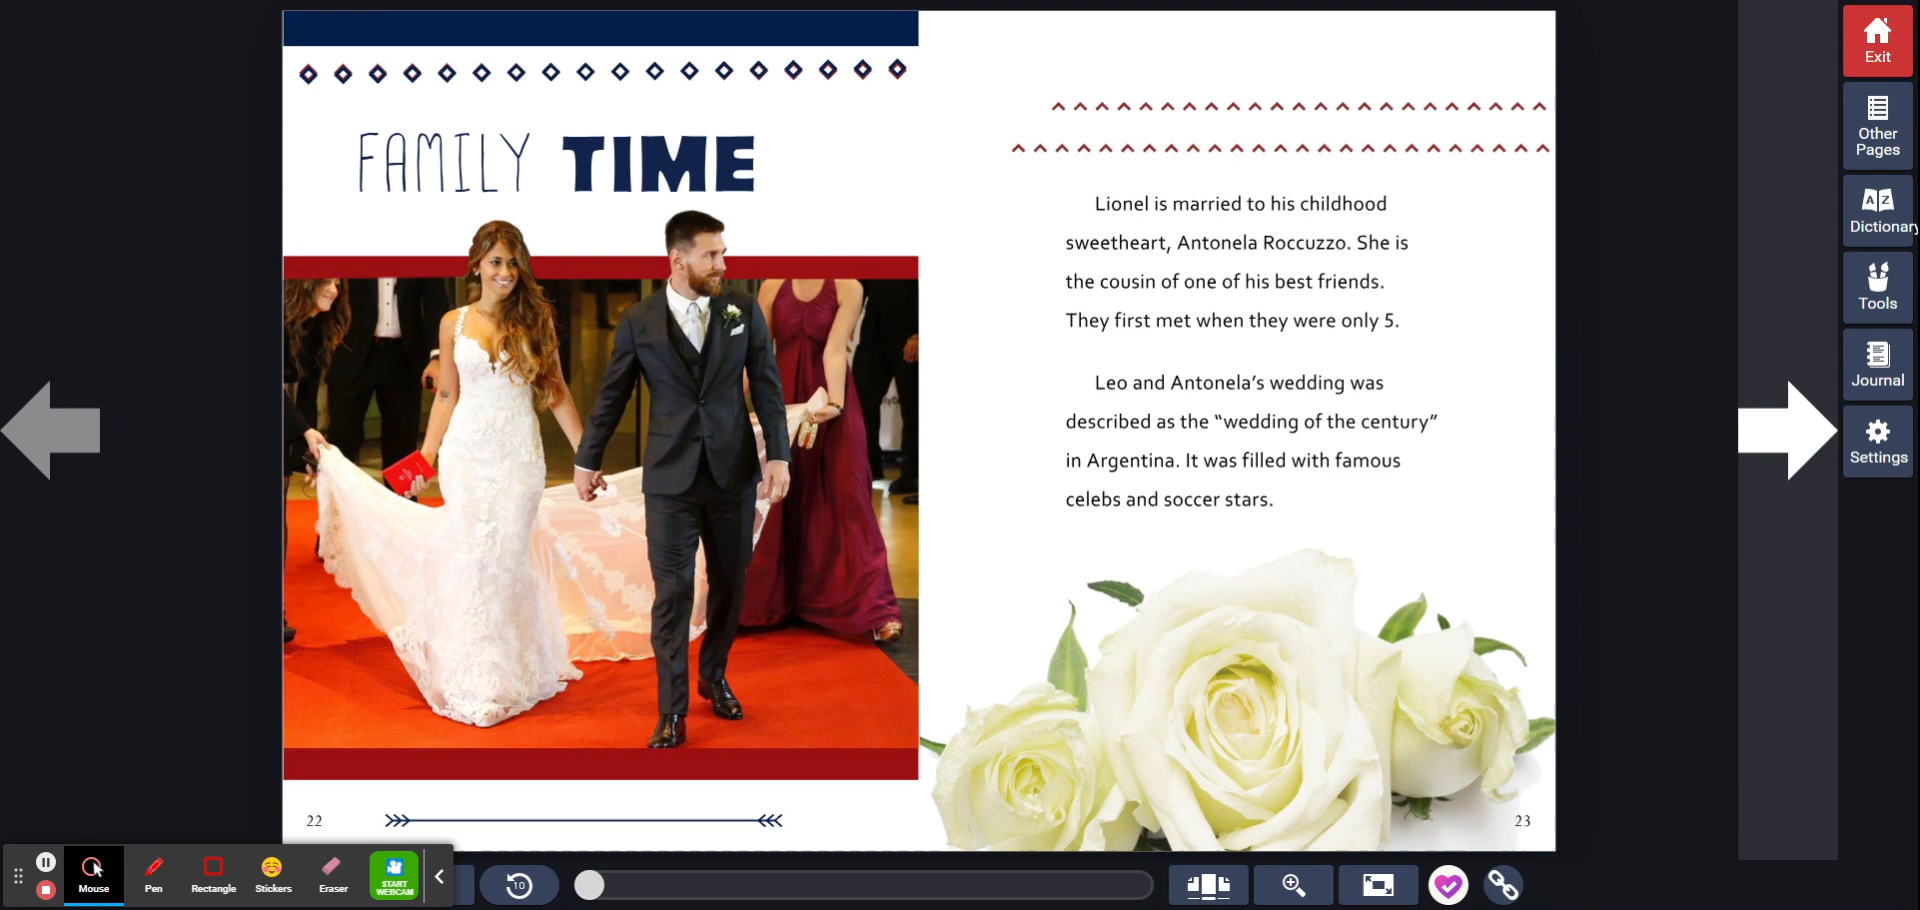 FAMILY TIME
Lionel is married to his childhood
sweetheart, Antonela Roccuzzo. She is
the cousin of one of his best friends.
They first met when they were only 5.
Leo and Antonela’s wedding was
described as the “wedding of the century”
in Argentina. It was filled with famous
celebs and soccer stars.
22
23
Exit
Other
Pages
A Z
Dictionary
Tools
Journal
Settings
Mouse
Pen
Rectangle
Stickers
Eraser
START
WEBCAM
10